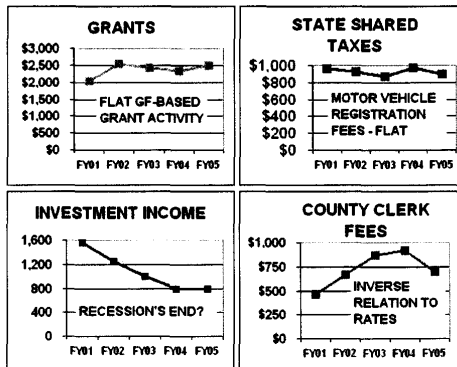 GRANTS
$3,000
$2,500
$2,000
$1,500
$1,000
$500
$0
FLAT GF-BASED
GRANT ACTIVITY
FY01 FY02 FY03 FY04 FY05
STATE SHARED
TAXES
$1,000
$800
$600
$400
$200
$0
MOTOR VEHICLE
REGISTRATION
FEES - FLAT
FY01 FY02 FY03 FY04 FY05
INVESTMENT INCOME
1,600
1,200
800
400
0
RECESSION'S END?
FY01 FY02 FY03 FY04 FY05
COUNTY CLERK
FEES
$1,000
$750
$500
$250
$0
INVERSE
RELATION TO
RATES
FY01 FY02 FY03 FY04 FY05